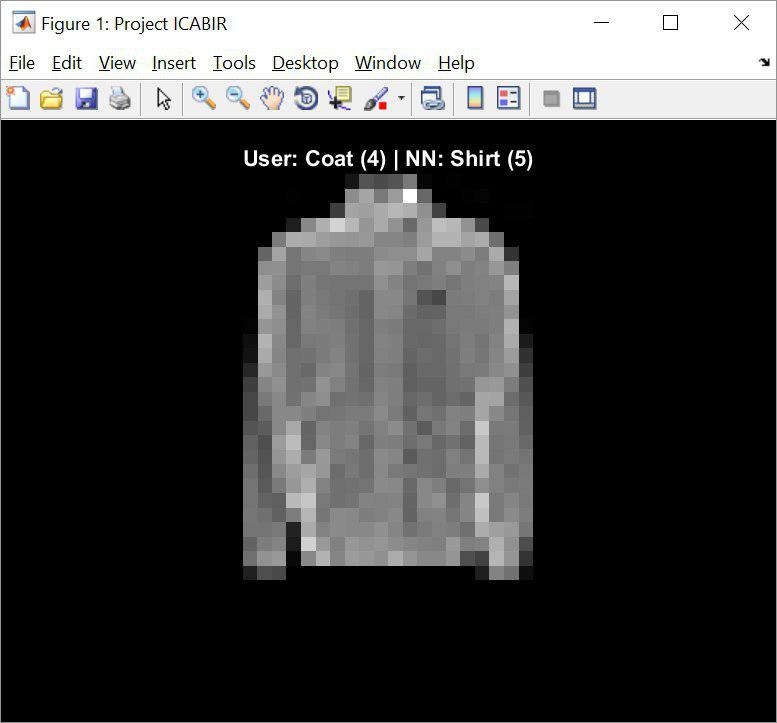 Figure 1: Project ICABIR
File Edit View Insert Tools Desktop Window Help
User: Coat (4) | NN: Shirt (5)